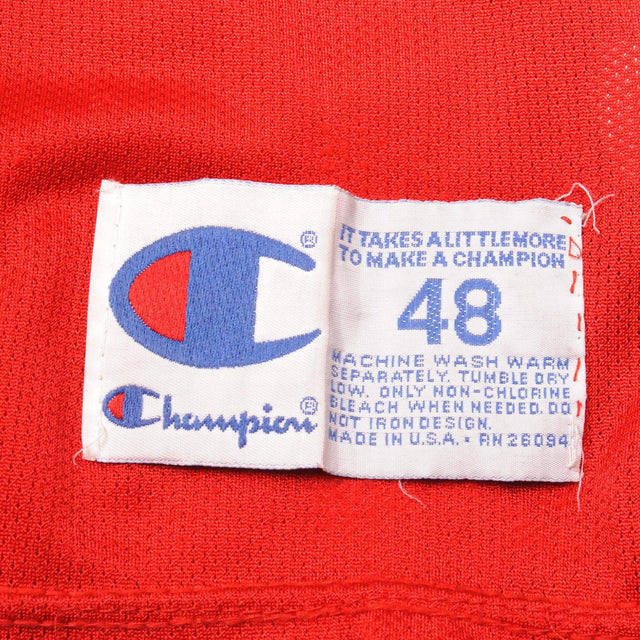 ®
Champion®
IT TAKES A LITTLE MORE
TO MAKE A CHAMPION
48
MACHINE WASH WARM
SEPARATELY. TUMBLE DRY
LOW. ONLY NON-CHLORINE
BLEACH WHEN NEEDED. DO
NOT IRON DESIGN.
MADE IN U.S.A. • RN 26094